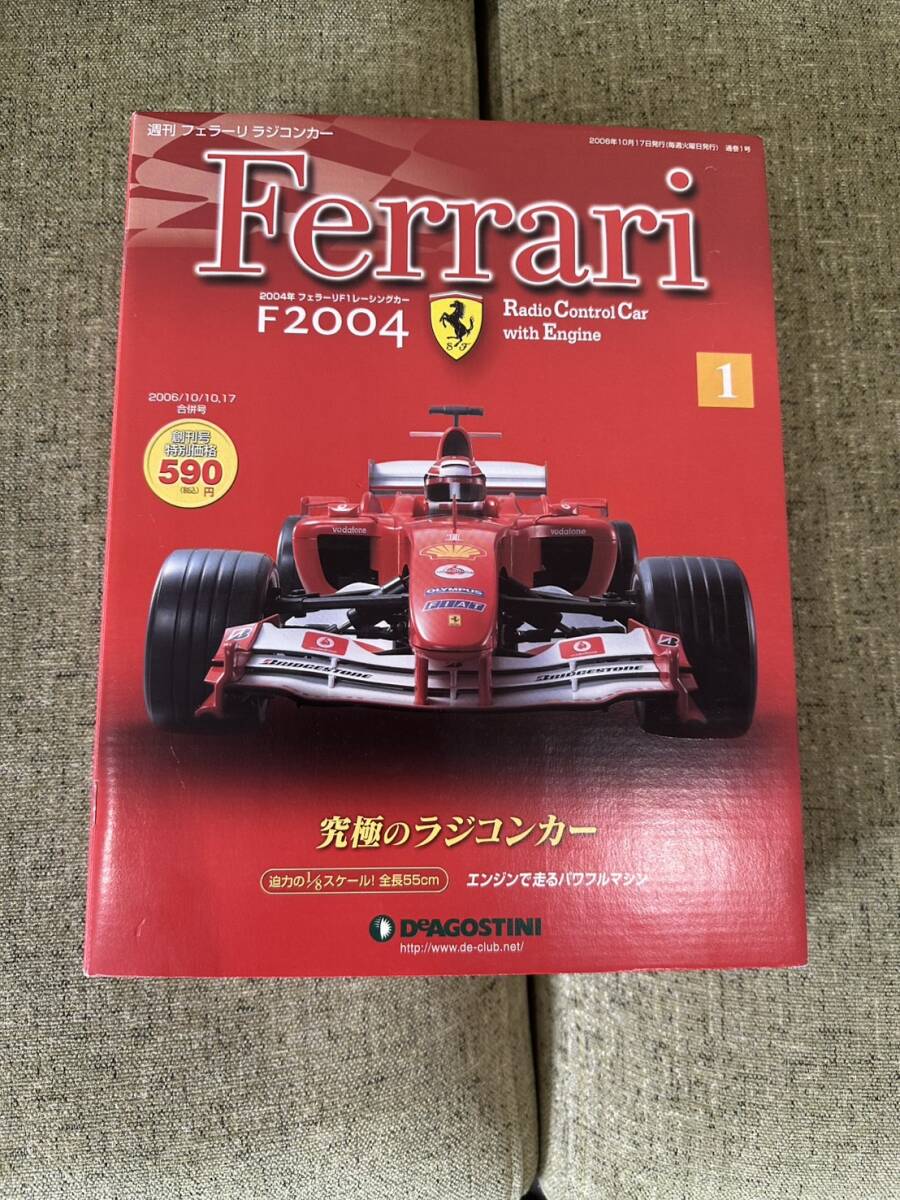 週刊 フェラーリ ラジコンカー
2006年10月17日発行(毎週火曜日発行) 通巻1号
Ferrari
2004年 フェラーリF1レーシングカー
F2004
S F
Radio Control Car
with Engine
1
2006/10/10,17
合併号
創刊号
特別価格
590
(税込)円
vodafone
vodafone
OLYMPUS
FIAT
BRIDGESTONE
BRIDGESTONE
究極のラジコンカー
迫力の1/8スケール! 全長55cm
エンジンで走るパワフルマシン
DeAGOSTINI
http://www.de-club.net/